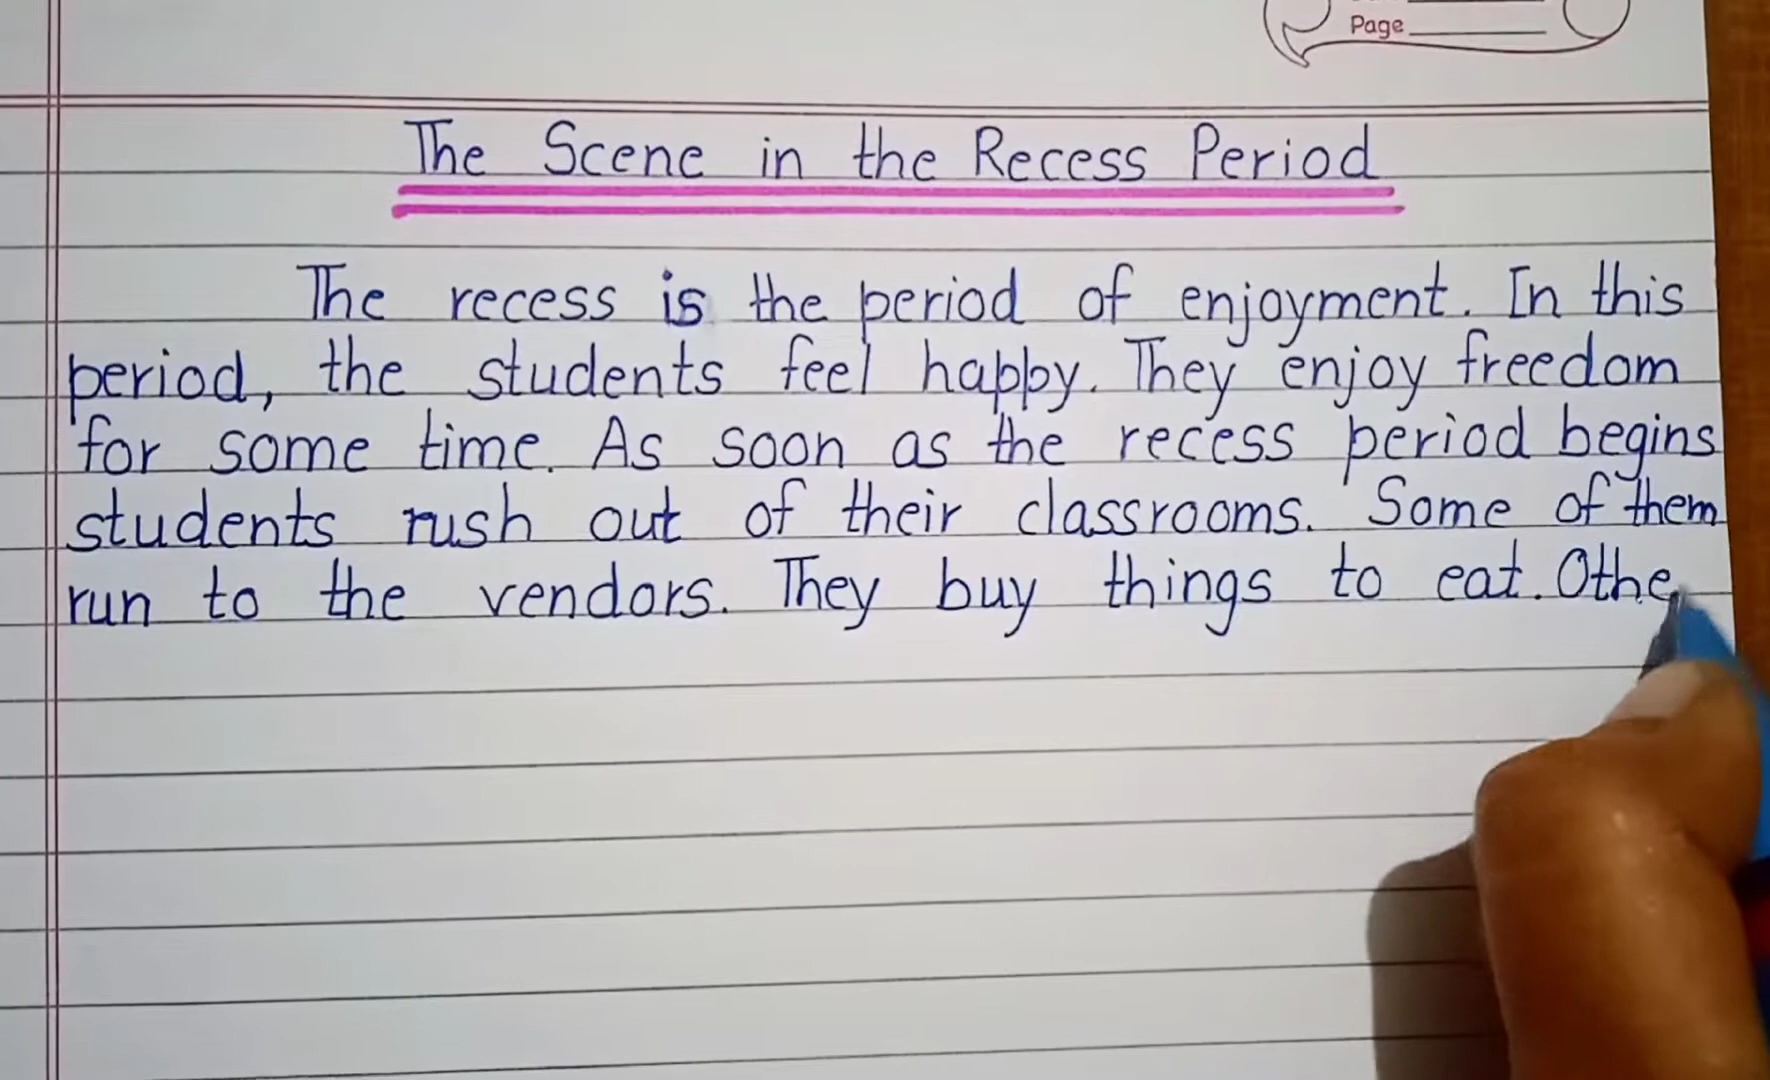 Page
The Scene in the Recess Period
The recess is the period of enjoyment. In this
period, the students feel happy. They enjoy freedom
for some time. As soon as the recess period begins
students rush out of their classrooms. Some of them
run to the vendors. They buy things to eat. Othe